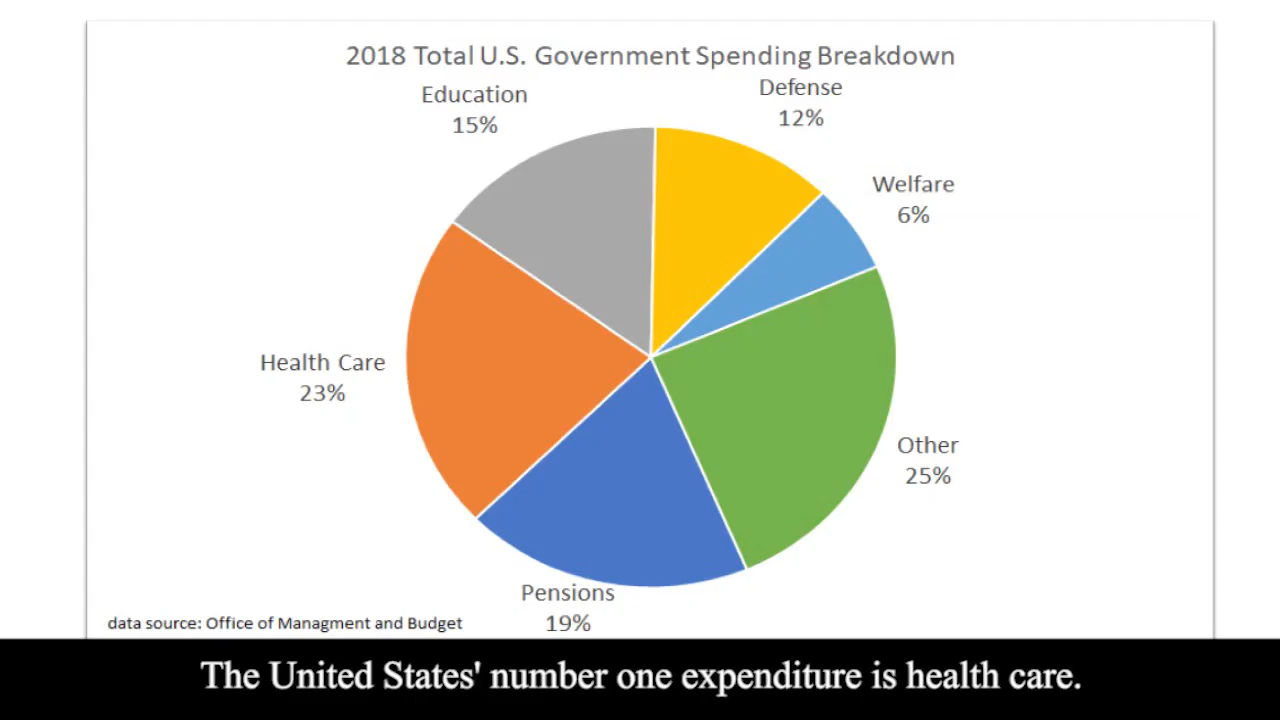 2018 Total U.S. Government Spending Breakdown
Education
15%
Defense
12%
Welfare
6%
Health Care
23%
Other
25%
Pensions
19%
data source: Office of Managment and Budget
The United States' number one expenditure is health care.